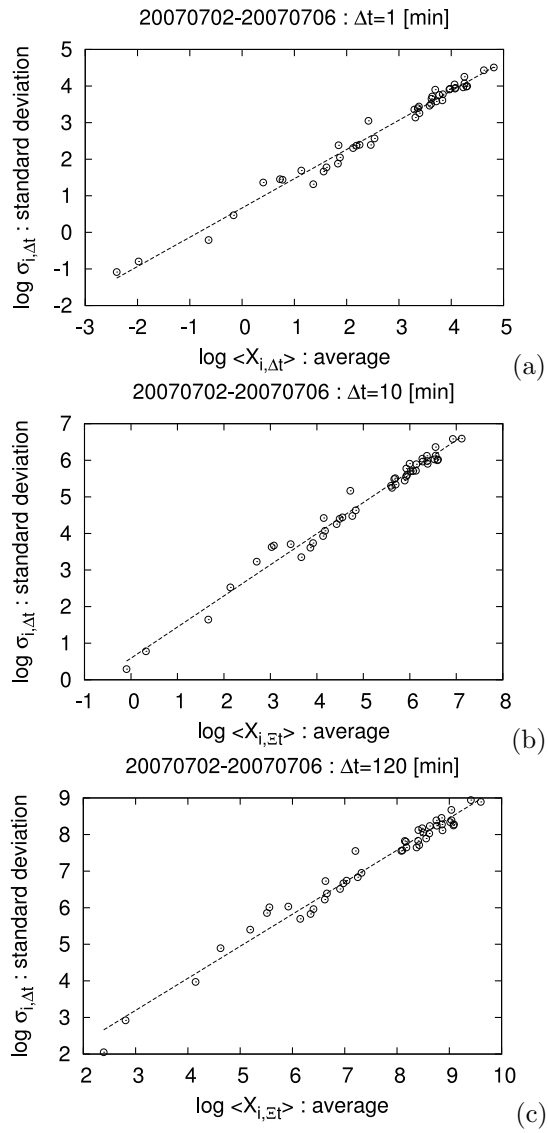 20070702-20070706 : Δt=1 [min]
log σi,Δt : standard deviation
5
4
3
2
1
0
-1
-2
-3 -2 -1 0 1 2 3 4 5
log <Xi,Δt> : average
(a)
20070702-20070706 : Δt=10 [min]
log σi,Δt : standard deviation
7
6
5
4
3
2
1
0
-1 0 1 2 3 4 5 6 7 8
log <Xi,Ξt> : average
(b)
20070702-20070706 : Δt=120 [min]
log σi,Δt : standard deviation
9
8
7
6
5
4
3
2
2 3 4 5 6 7 8 9 10
log <Xi,Ξt> : average
(c)